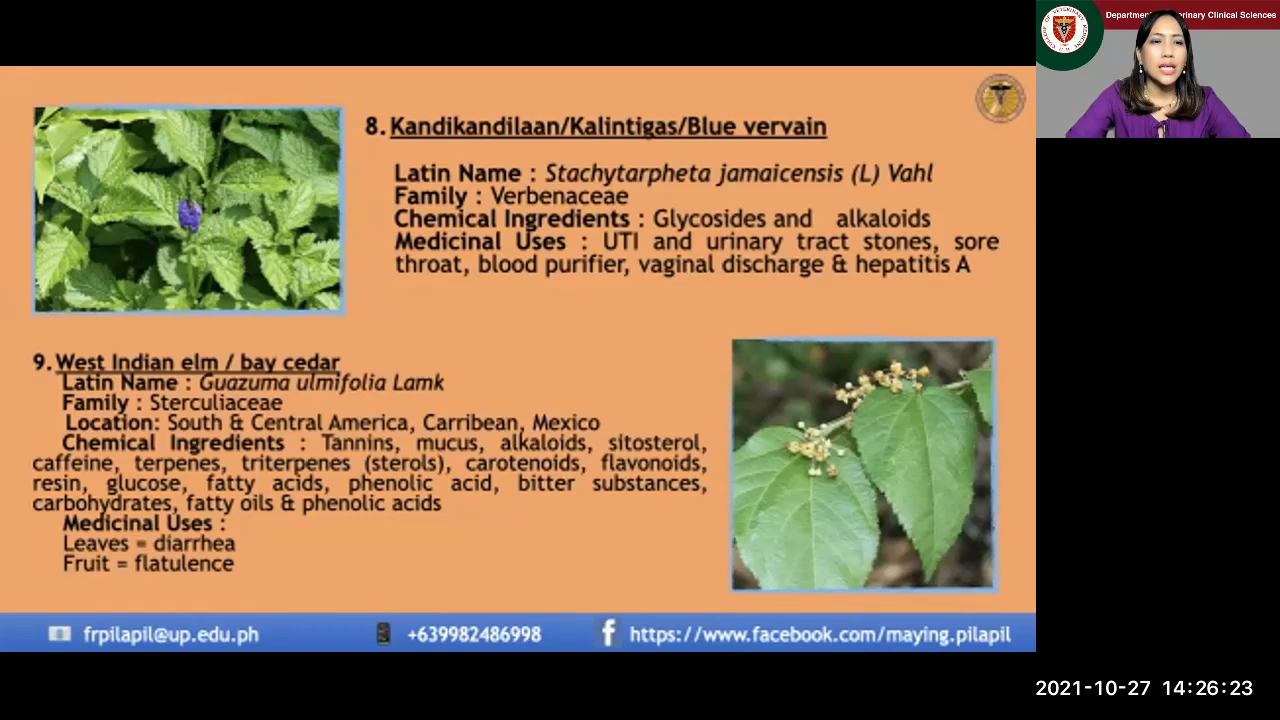 Department Veterinary Clinical Sciences
8. Kandikandilaan/Kalintigas/Blue vervain
Latin Name : Stachytarpheta jamaicensis (L) Vahl
Family : Verbenaceae
Chemical Ingredients : Glycosides and alkaloids
Medicinal Uses : UTI and urinary tract stones, sore
throat, blood purifier, vaginal discharge & hepatitis A
9. West Indian elm / bay cedar
Latin Name : Guazuma ulmifolia Lamk
Family : Sterculiaceae
Location: South & Central America, Carribean, Mexico
Chemical Ingredients : Tannins, mucus, alkaloids, sitosterol,
caffeine, terpenes, triterpenes (sterols), carotenoids, flavonoids,
resin, glucose, fatty acids, phenolic acid, bitter substances,
carbohydrates, fatty oils & phenolic acids
Medicinal Uses :
Leaves = diarrhea
Fruit = flatulence
frpilapil@up.edu.ph
+639982486998
https://www.facebook.com/maying.pilapil
2021-10-27 14:26:23